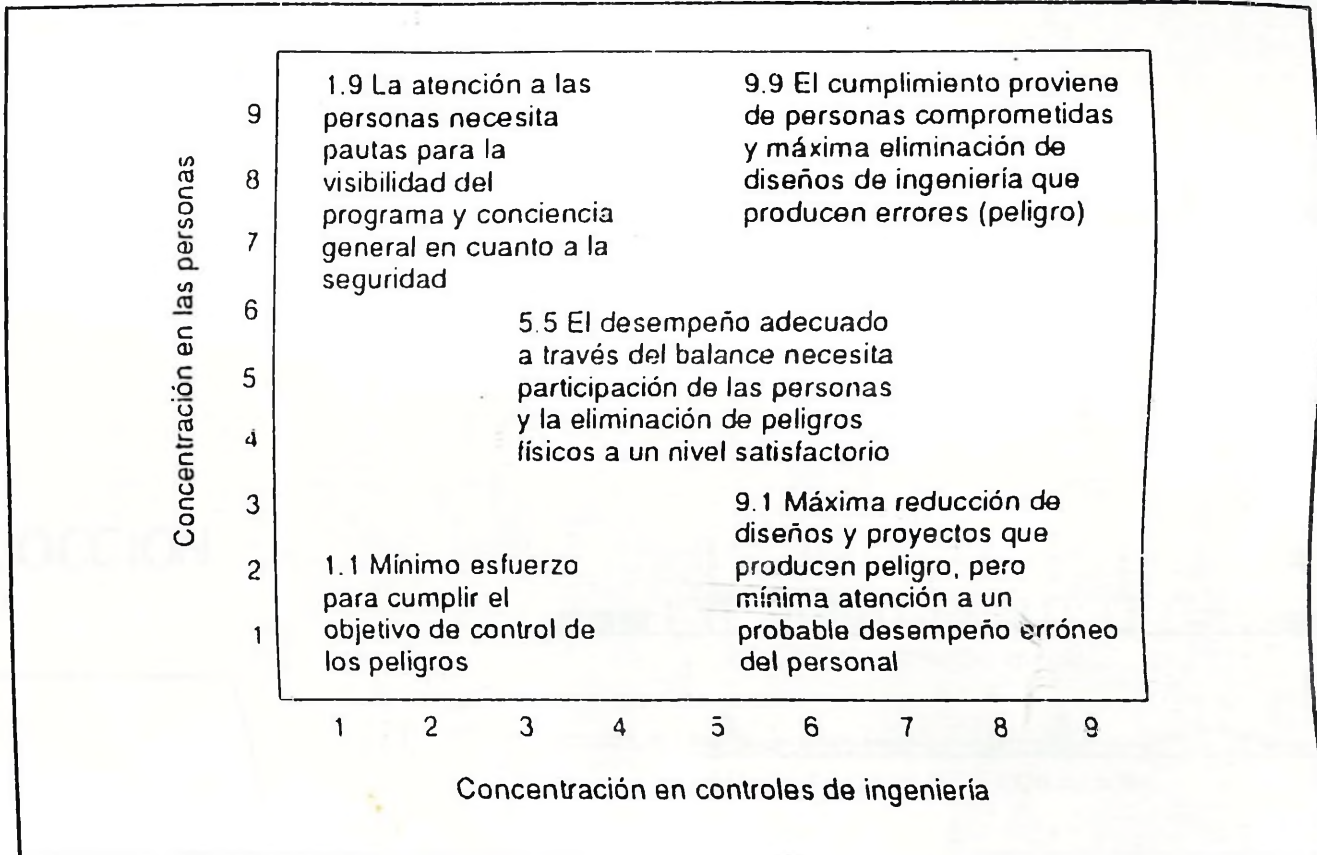 1.9 La atención a las
personas necesita
pautas para la
visibilidad del
programa y conciencia
general en cuanto a la
seguridad
9.9 El cumplimiento proviene
de personas comprometidas
y máxima eliminación de
diseños de ingeniería que
producen errores (peligro)
5.5 El desempeño adecuado
a través del balance necesita
participación de las personas
y la eliminación de peligros
físicos a un nivel satisfactorio
1.1 Mínimo esfuerzo
para cumplir el
objetivo de control de
los peligros
9.1 Máxima reducción de
diseños y proyectos que
producen peligro, pero
mínima atención a un
probable desempeño erróneo
del personal
Concentración en las personas
9
8
7
6
5
4
3
2
1
1 2 3 4 5 6 7 8 9
Concentración en controles de ingeniería